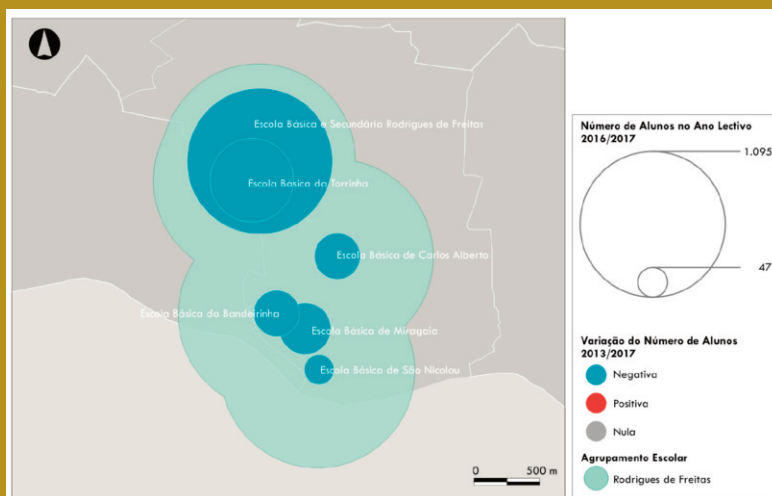 Escola Básica e Secundário Rodrigues de Freitas
Escola Básica da Torrinha
Escola Básica de Carlos Alberto
Escola Básica da Bandeirinha
Escola Básica de Miragaia
Escola Básica de São Nicolau
0 500 m
Número de Alunos no Ano Lectivo
2016/2017
1.095
47
Variação do Número de Alunos
2013/2017
Negativa
Positiva
Nula
Agrupamento Escolar
Rodrigues de Freitas